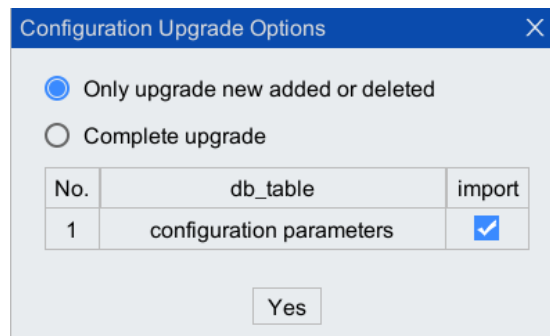 Configuration Upgrade Options
Only upgrade new added or deleted
Complete upgrade
No. db_table import
1 configuration parameters
Yes